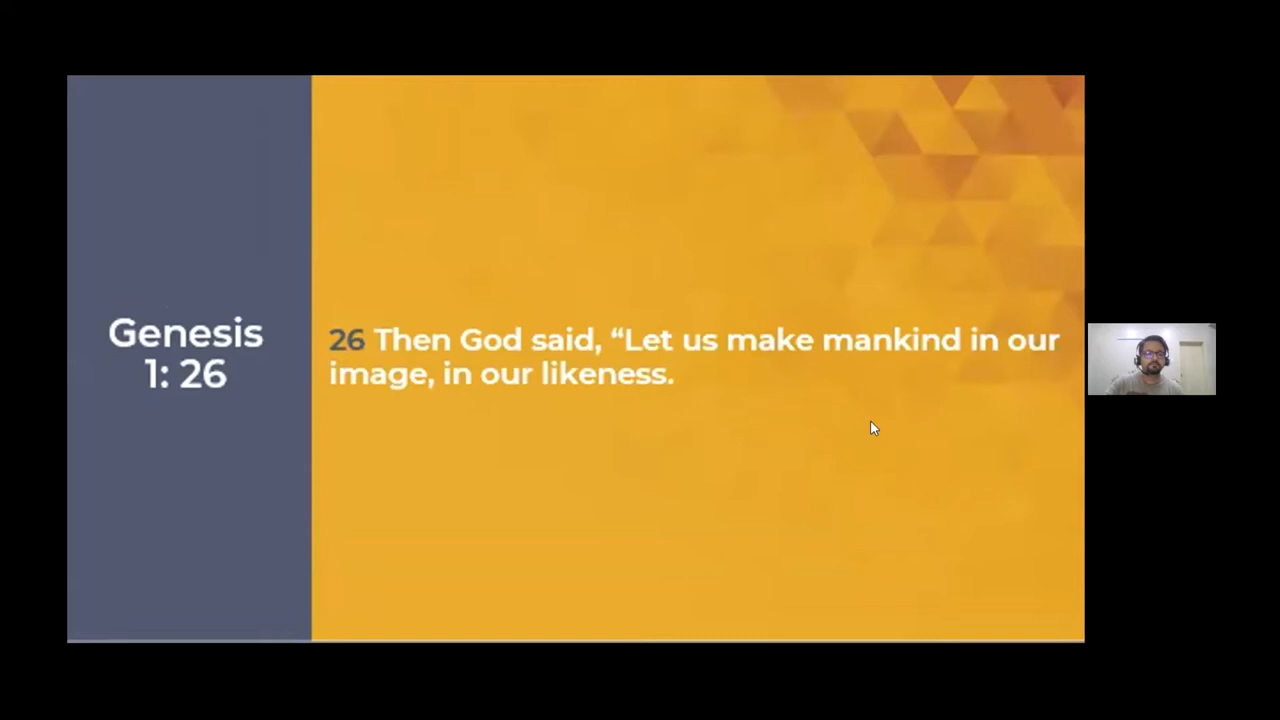 Genesis
1: 26
26 Then God said, “Let us make mankind in our
image, in our likeness.